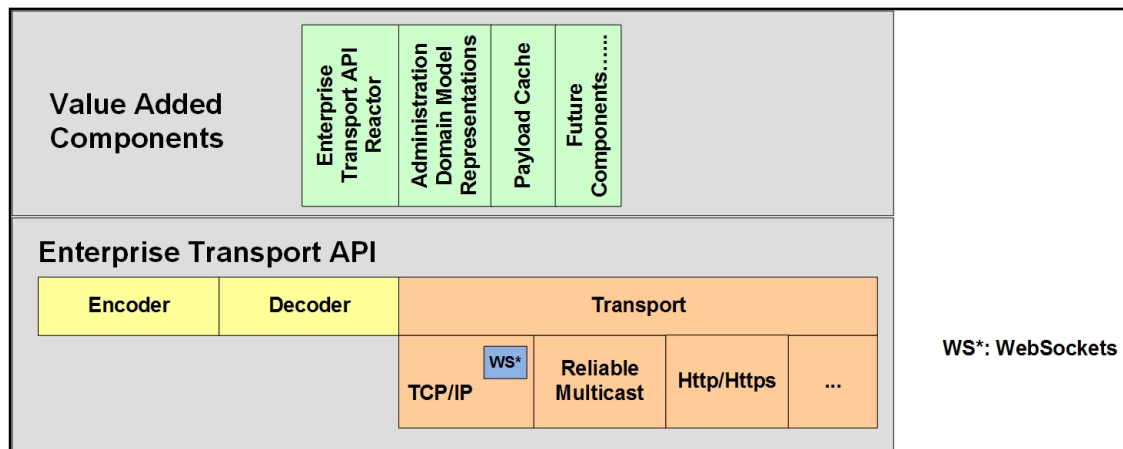 Value Added
Components
Enterprise
Transport API
Reactor
Administration
Domain Model
Representations
Payload Cache
Future
Components.....
Enterprise Transport API
Encoder
Decoder
Transport
TCP/IP
WS*
Reliable
Multicast
Http/Https
...
WS*: WebSockets